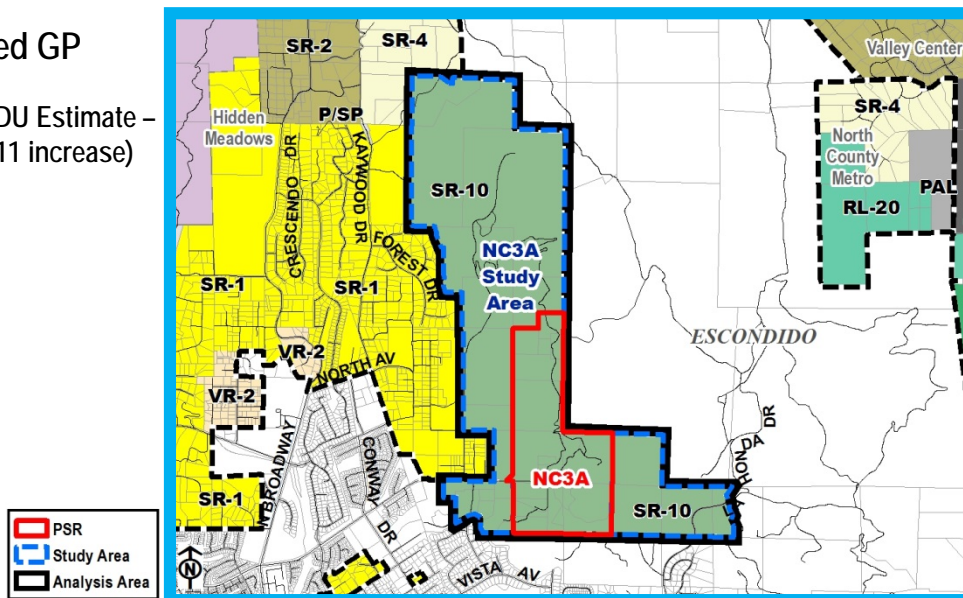 ed GP
DU Estimate –
11 increase)
SR-2
SR-4
Valley Center
P/SP
Hidden
Meadows
SR-4
North
County
Metro
PAL
RL-20
CRESCENDO DR
KAYWOOD DR
SR-10
FOREST DR
NC3A
Study
Area
SR-1
SR-1
ESCONDIDO
VR-2
NORTH AV
VR-2
N BROADWAY
CONWAY DR
HONDA DR
SR-1
NC3A
SR-10
VISTA AV
N
PSR
Study Area
Analysis Area